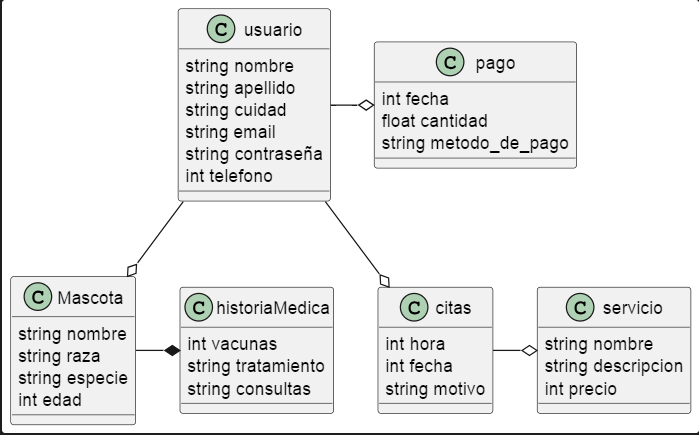 C usuario
string nombre
string apellido
string cuidad
string email
string contraseña
int telefono
C pago
int fecha
float cantidad
string metodo_de_pago
C Mascota
string nombre
string raza
string especie
int edad
C historiaMedica
int vacunas
string tratamiento
string consultas
C citas
int hora
int fecha
string motivo
C servicio
string nombre
string descripcion
int precio